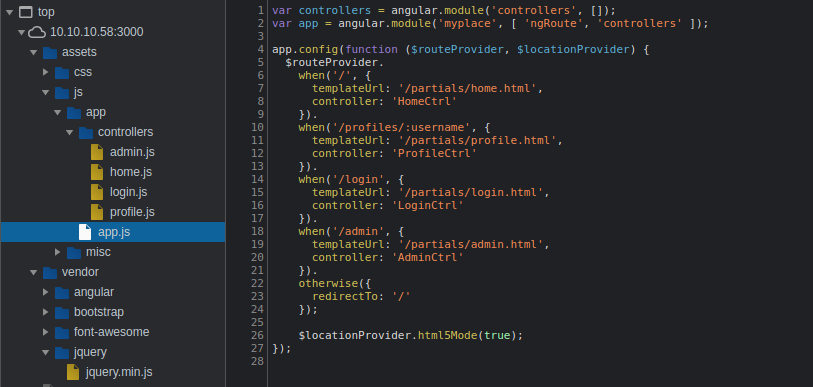 top
10.10.10.58:3000
assets
css
js
app
controllers
admin.js
home.js
login.js
profile.js
app.js
misc
vendor
angular
bootstrap
font-awesome
jquery
jquery.min.js
1 var controllers = angular.module('controllers', []);
2 var app = angular.module('myplace', [ 'ngRoute', 'controllers' ]);
3
4 app.config(function ($routeProvider, $locationProvider) {
5   $routeProvider.
6     when('/', {
7       templateUrl: '/partials/home.html',
8       controller: 'HomeCtrl'
9     }).
10     when('/profiles/:username', {
11       templateUrl: '/partials/profile.html',
12       controller: 'ProfileCtrl'
13     }).
14     when('/login', {
15       templateUrl: '/partials/login.html',
16       controller: 'LoginCtrl'
17     }).
18     when('/admin', {
19       templateUrl: '/partials/admin.html',
20       controller: 'AdminCtrl'
21     }).
22     otherwise({
23       redirectTo: '/'
24     });
25
26     $locationProvider.html5Mode(true);
27 });
28